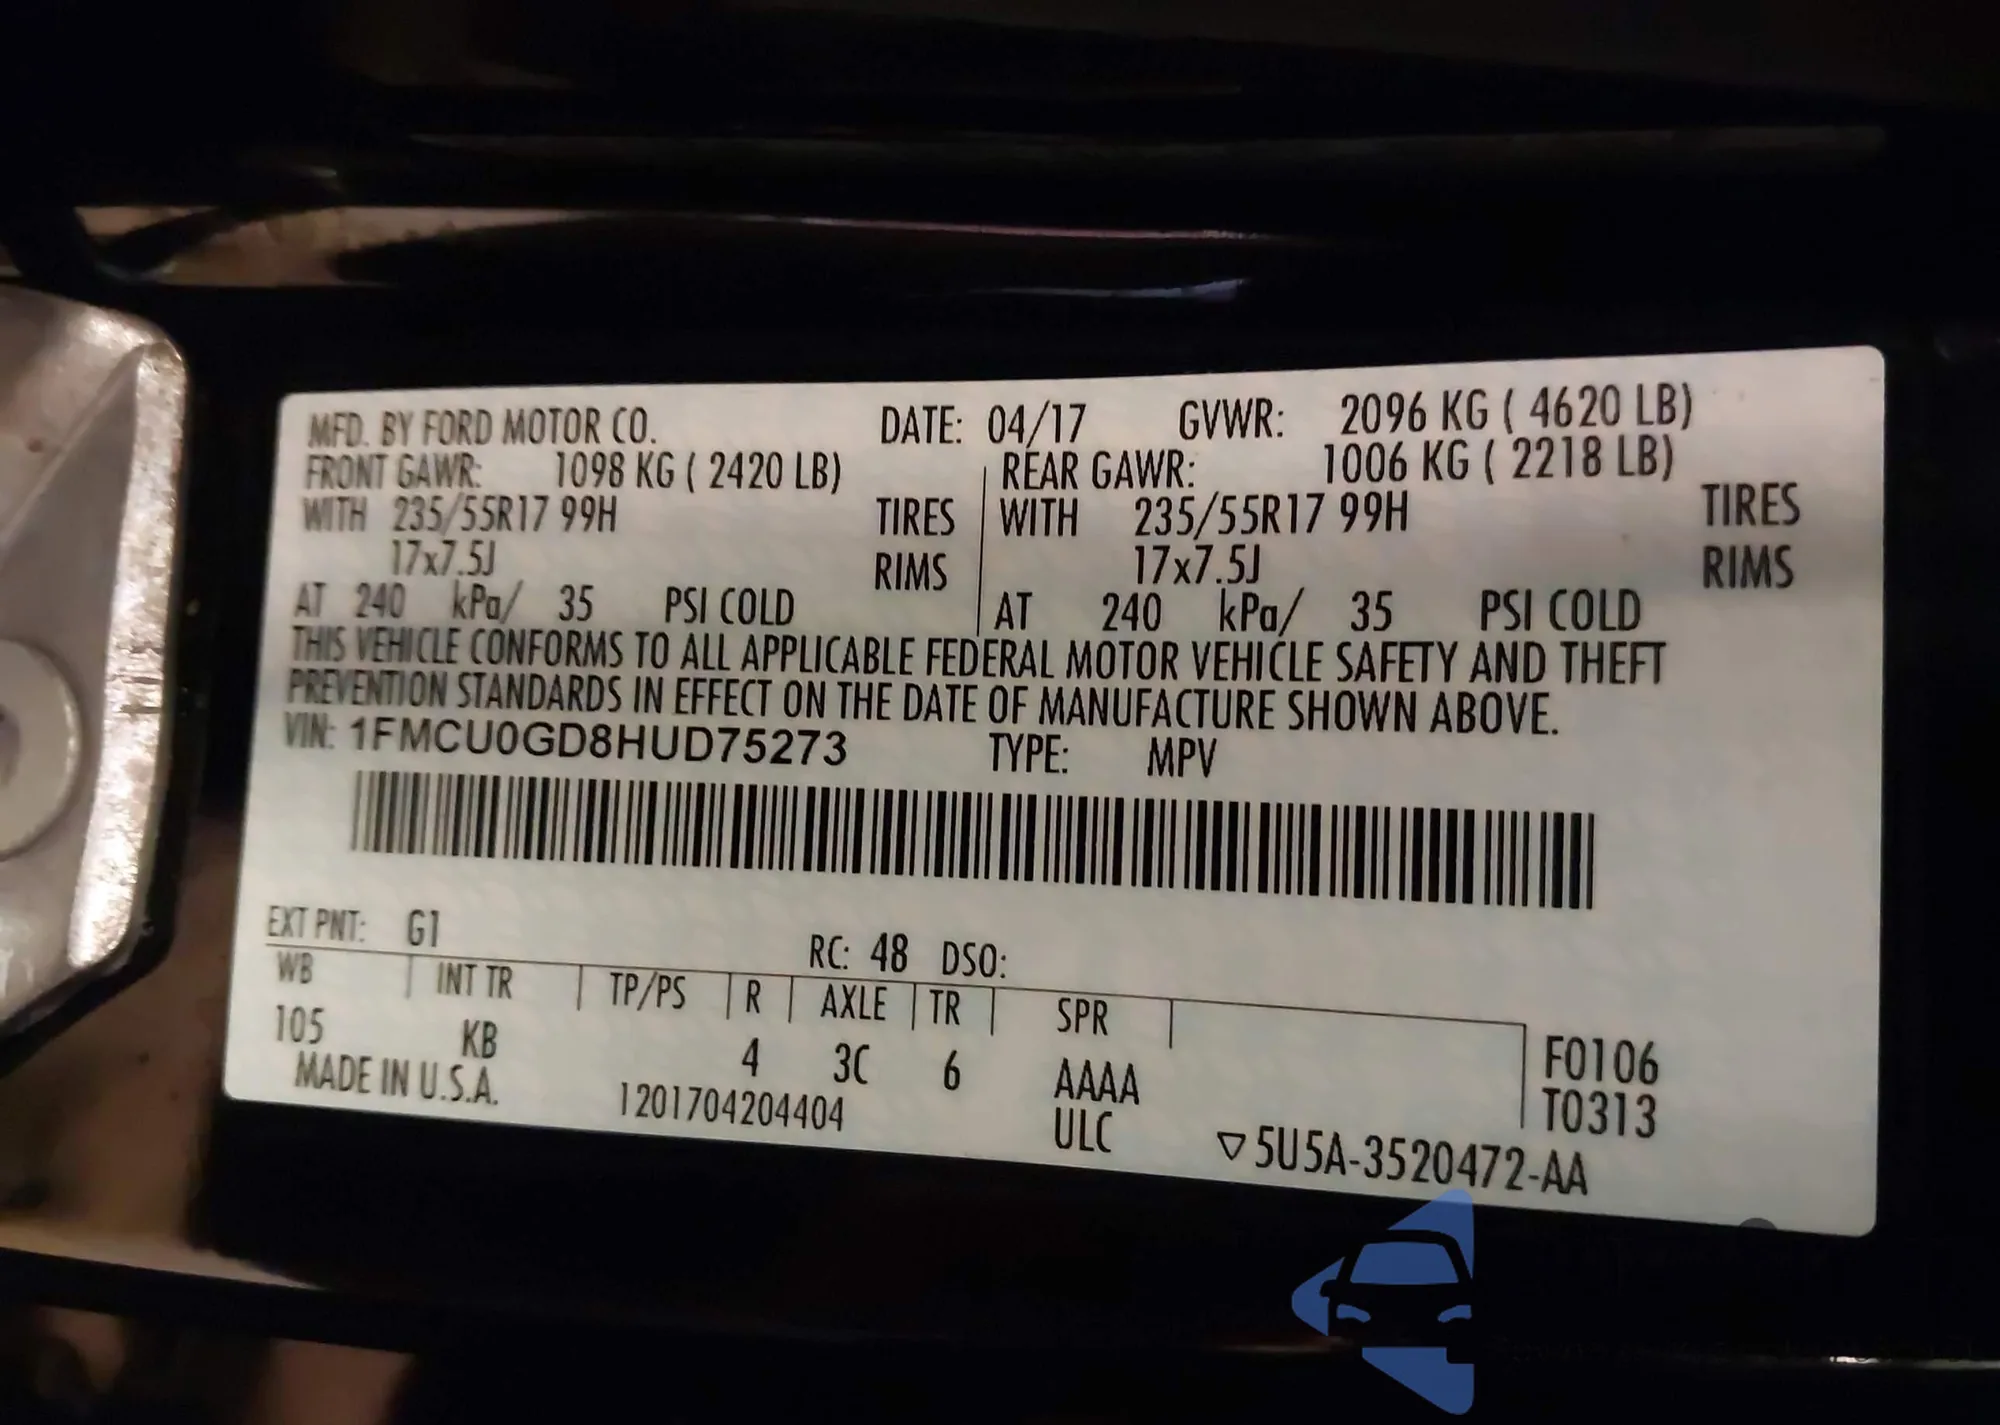 MFD. BY FORD MOTOR CO. DATE: 04/17 GVWR: 2096 KG ( 4620 LB)
FRONT GAWR: 1098 KG ( 2420 LB) REAR GAWR: 1006 KG ( 2218 LB)
WITH 235/55R17 99H TIRES WITH 235/55R17 99H TIRES
17x7.5J RIMS 17x7.5J RIMS
AT 240 kPa/ 35 PSI COLD AT 240 kPa/ 35 PSI COLD
THIS VEHICLE CONFORMS TO ALL APPLICABLE FEDERAL MOTOR VEHICLE SAFETY AND THEFT
PREVENTION STANDARDS IN EFFECT ON THE DATE OF MANUFACTURE SHOWN ABOVE.
VIN: 1FMCU0GD8HUD75273 TYPE: MPV
EXT PNT: G1 RC: 48 DSO:
WB INT TR TP/PS R AXLE TR SPR
105 KB 4 3C 6 AAAA F0106
MADE IN U.S.A. 1201704204404 ULC T0313
▽5U5A-3520472-AA